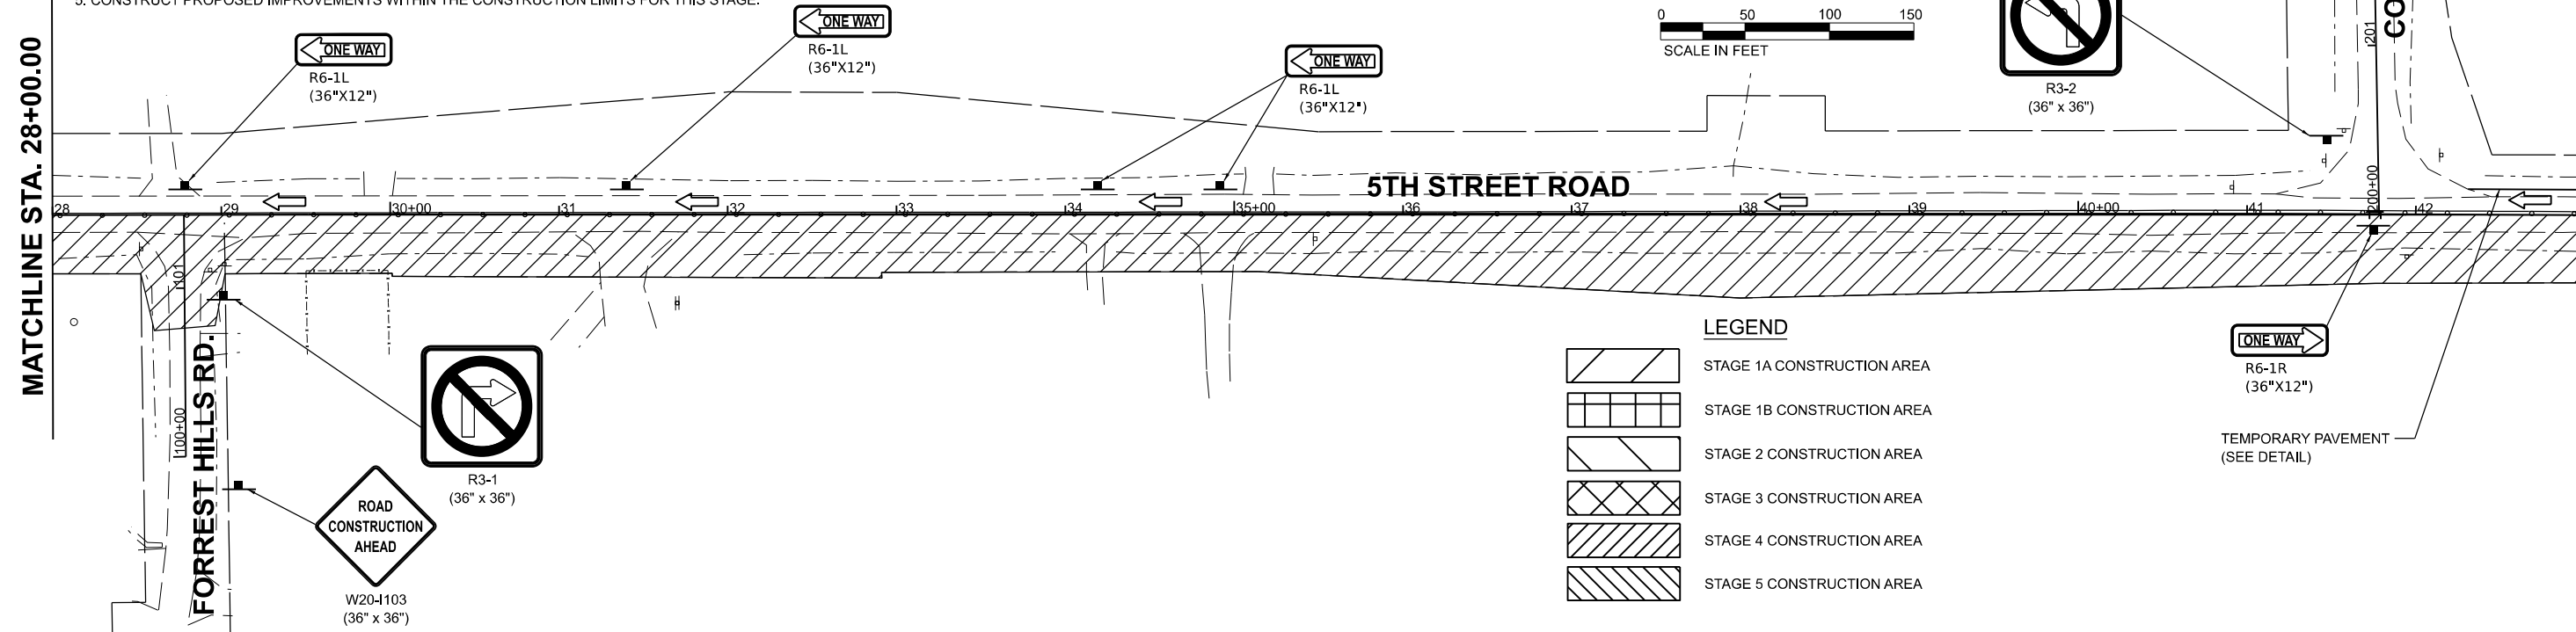 5. CONSTRUCT PROPOSED IMPROVEMENTS WITHIN THE CONSTRUCTION LIMITS FOR THIS STAGE.
MATCHLINE STA. 28+00.00
ONE WAY
R6-1L
(36"X12")
ONE WAY
R6-1L
(36"X12")
ONE WAY
R6-1L
(36"X12")
0 50 100 150
SCALE IN FEET
R3-2
(36" x 36")
201
CO
200+00
5TH STREET ROAD
28 29 30+00 31 32 33 34 35+00 36 37 38 39 40+00 41 42
101
100+00
FORREST HILLS RD.
R3-1
(36" x 36")
ROAD
CONSTRUCTION
AHEAD
W20-I103
(36" x 36")
LEGEND
STAGE 1A CONSTRUCTION AREA
STAGE 1B CONSTRUCTION AREA
STAGE 2 CONSTRUCTION AREA
STAGE 3 CONSTRUCTION AREA
STAGE 4 CONSTRUCTION AREA
STAGE 5 CONSTRUCTION AREA
ONE WAY
R6-1R
(36"X12")
TEMPORARY PAVEMENT
(SEE DETAIL)